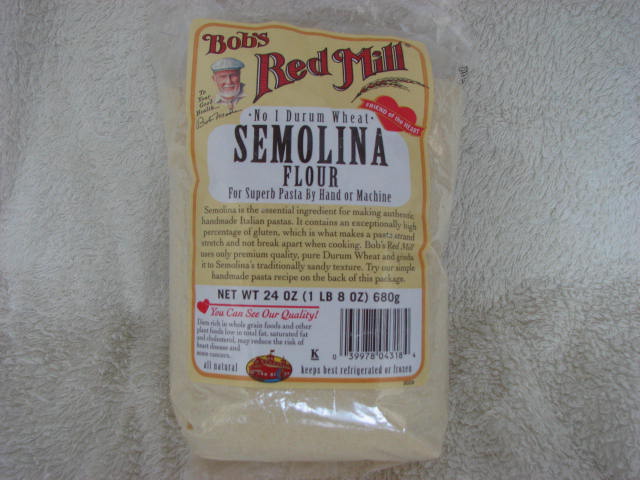 Bob's
Red Mill
To Your Good Health...
Bob Moore
FRIEND of the HEART
No 1 Durum Wheat
SEMOLINA
FLOUR
For Superb Pasta By Hand or Machine
Semolina is the essential ingredient for making authentic,
handmade Italian pastas. It contains an exceptionally high
percentage of gluten, which is what makes a pasta strand
stretch and not break apart when cooking. Bob's Red Mill
uses only premium quality, pure Durum Wheat and grinds
it to Semolina's traditionally sandy texture. Try our simple
handmade pasta recipe on the back of this package.
NET WT 24 OZ (1 LB 8 OZ) 680g
You Can See Our Quality!
Diets rich in whole grain foods and other
plant foods low in total fat, saturated fat
and cholesterol, may reduce the risk of
heart disease and
some cancers.
all natural
K
0 39978 04318 4
keeps best refrigerated or frozen